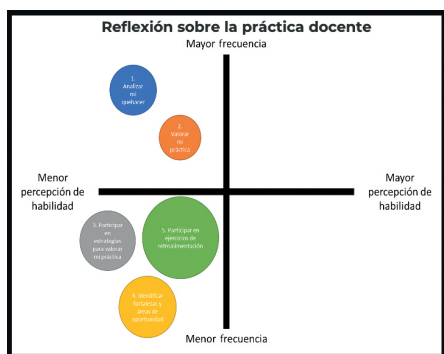 Reflexión sobre la práctica docente
Mayor frecuencia
1.
Analizar
mi
quehacer
2.
Valorar
mi
práctica
Menor
percepción de
habilidad
Mayor
percepción de
habilidad
3. Participar
en
estrategias
para valorar
mi práctica
5. Participar en
ejercicios de
retroalimentación
4. Identificar
fortalezas y
áreas de
oportunidad
Menor frecuencia